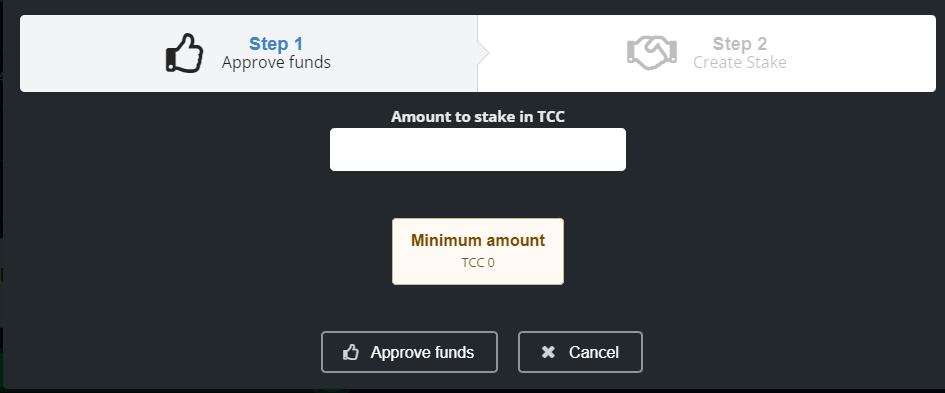 Step 1
Approve funds
Step 2
Create Stake
Amount to stake in TCC
Minimum amount
TCC 0
Approve funds
Cancel